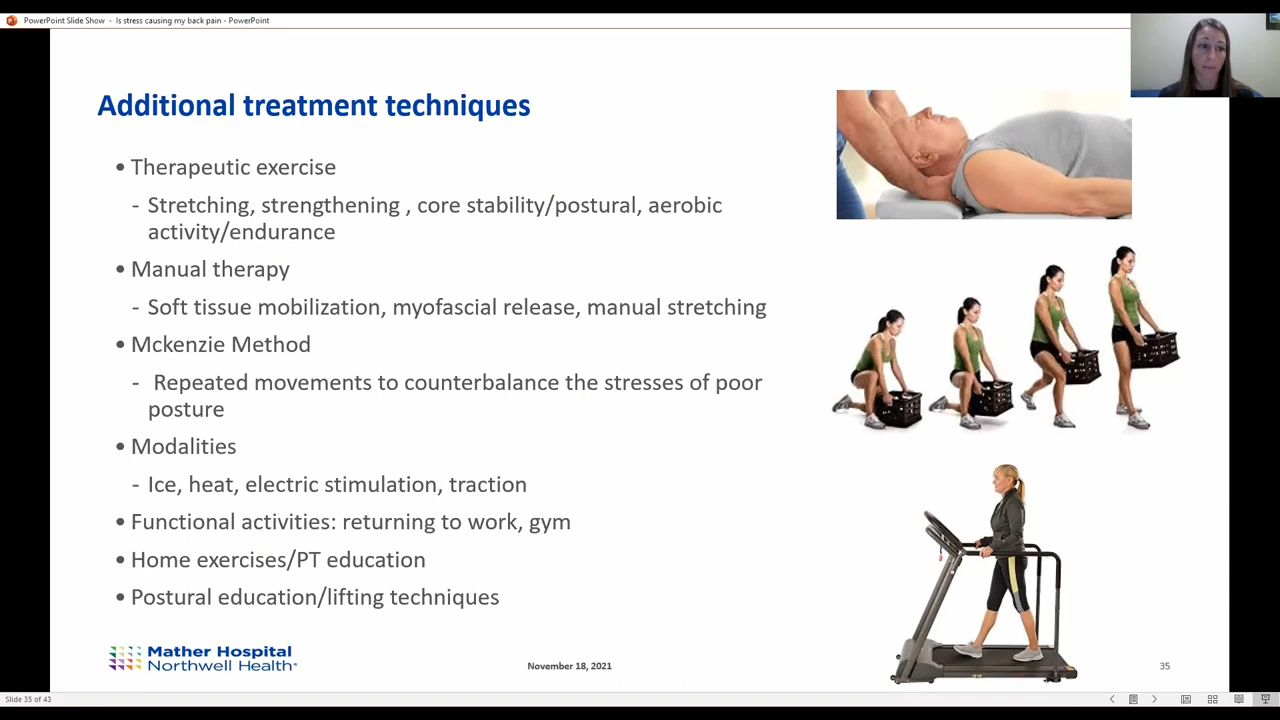 PowerPoint Slide Show - Is stress causing my back pain - PowerPoint
Additional treatment techniques
• Therapeutic exercise
- Stretching, strengthening , core stability/postural, aerobic
activity/endurance
• Manual therapy
- Soft tissue mobilization, myofascial release, manual stretching
• Mckenzie Method
- Repeated movements to counterbalance the stresses of poor
posture
• Modalities
- Ice, heat, electric stimulation, traction
• Functional activities: returning to work, gym
• Home exercises/PT education
• Postural education/lifting techniques
Mather Hospital
Northwell Health®
November 18, 2021
35
Slide 35 of 43